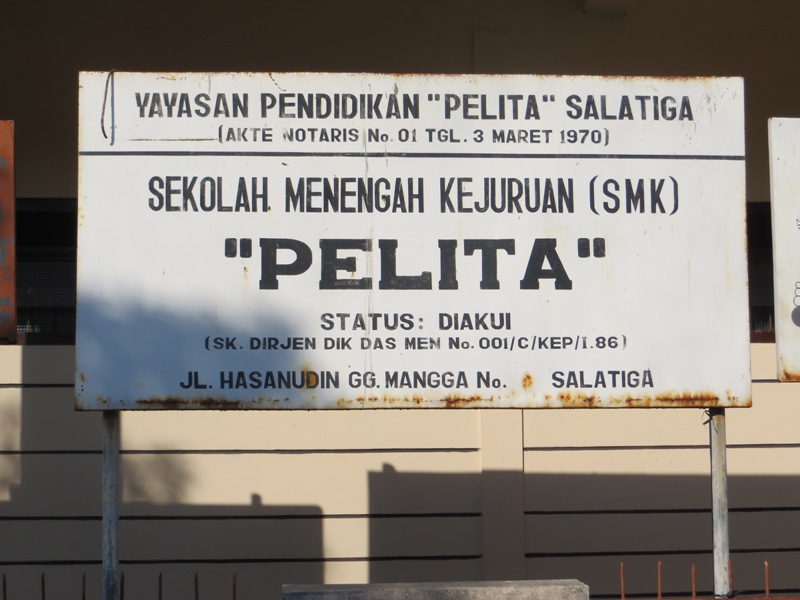 YAYASAN PENDIDIKAN "PELITA" SALATIGA
(AKTE NOTARIS No. 01 TGL. 3 MARET 1970)
SEKOLAH MENENGAH KEJURUAN (SMK)
"PELITA"
STATUS: DIAKUI
(SK. DIRJEN DIK DAS MEN No. 001/C/KEP/I.86)
JL. HASANUDIN GG. MANGGA No. SALATIGA